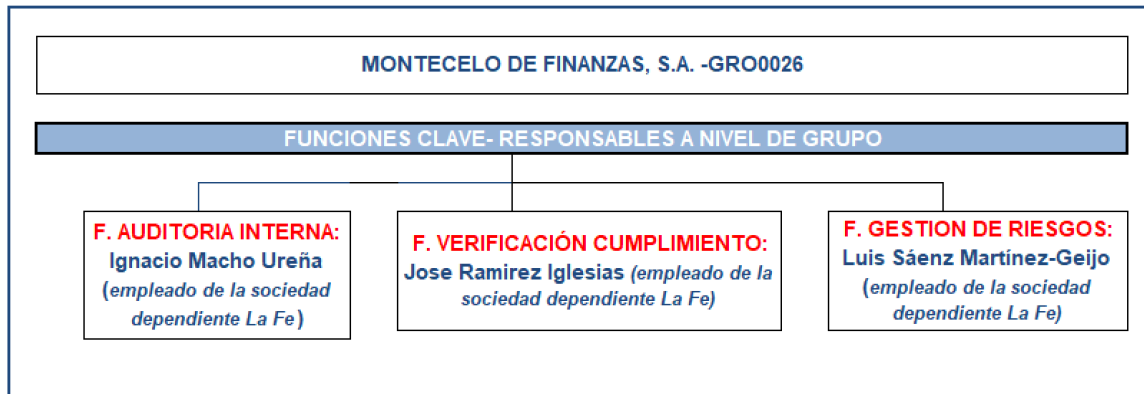 MONTECELO DE FINANZAS, S.A. -GRO0026
FUNCIONES CLAVE- RESPONSABLES A NIVEL DE GRUPO
F. AUDITORIA INTERNA:
Ignacio Macho Ureña
(empleado de la sociedad
dependiente La Fe)
F. VERIFICACIÓN CUMPLIMIENTO:
Jose Ramirez Iglesias (empleado de la
sociedad dependiente La Fe)
F. GESTION DE RIESGOS:
Luis Sáenz Martínez-Geijo
(empleado de la sociedad
dependiente La Fe)